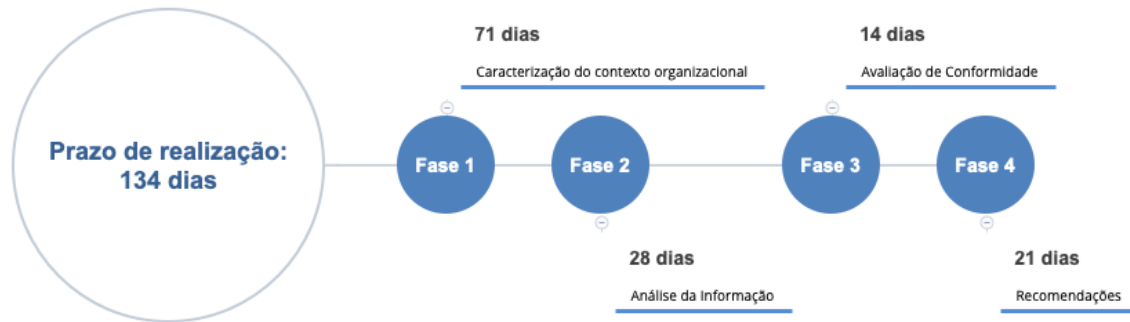 71 dias
Caracterização do contexto organizacional
14 dias
Avaliação de Conformidade
Prazo de realização:
134 dias
Fase 1
Fase 2
Fase 3
Fase 4
28 dias
Análise da Informação
21 dias
Recomendações